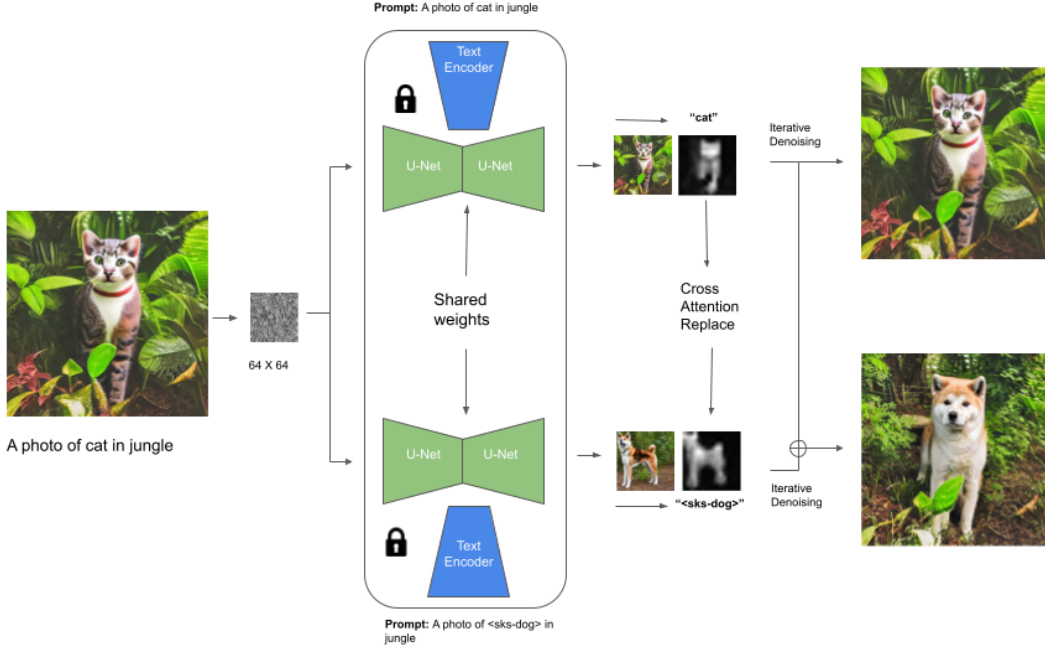 Prompt: A photo of cat in jungle
Text
Encoder
U-Net
U-Net
"cat"
Iterative
Denoising
Shared
weights
Cross
Attention
Replace
64 X 64
A photo of cat in jungle
U-Net
U-Net
"<sks-dog>"
Iterative
Denoising
Text
Encoder
Prompt: A photo of <sks-dog> in
jungle